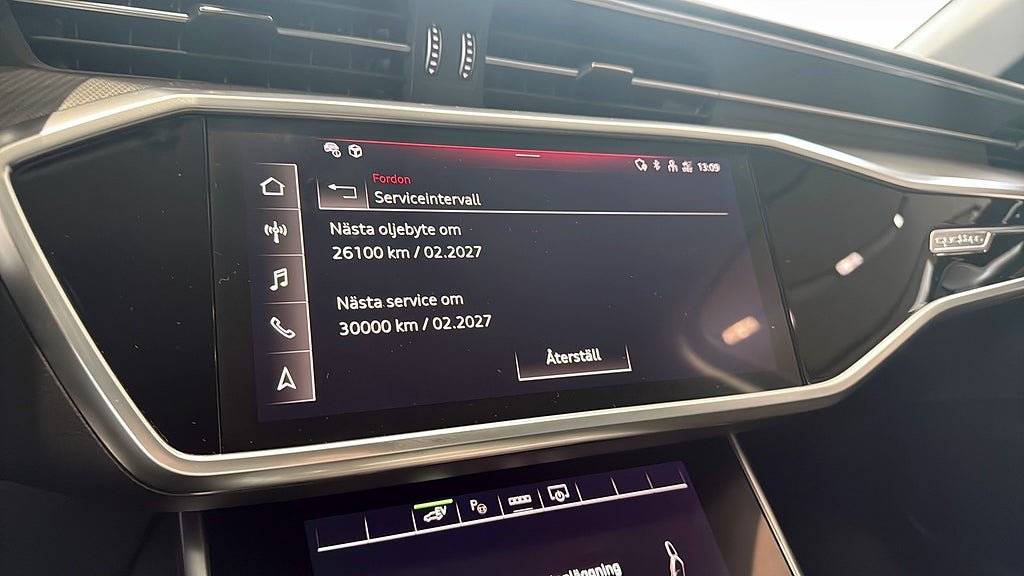 13:09
Fordon
Serviceintervall
Nästa oljebyte om
26100 km / 02.2027
Nästa service om
30000 km / 02.2027
Återställ
EV
P